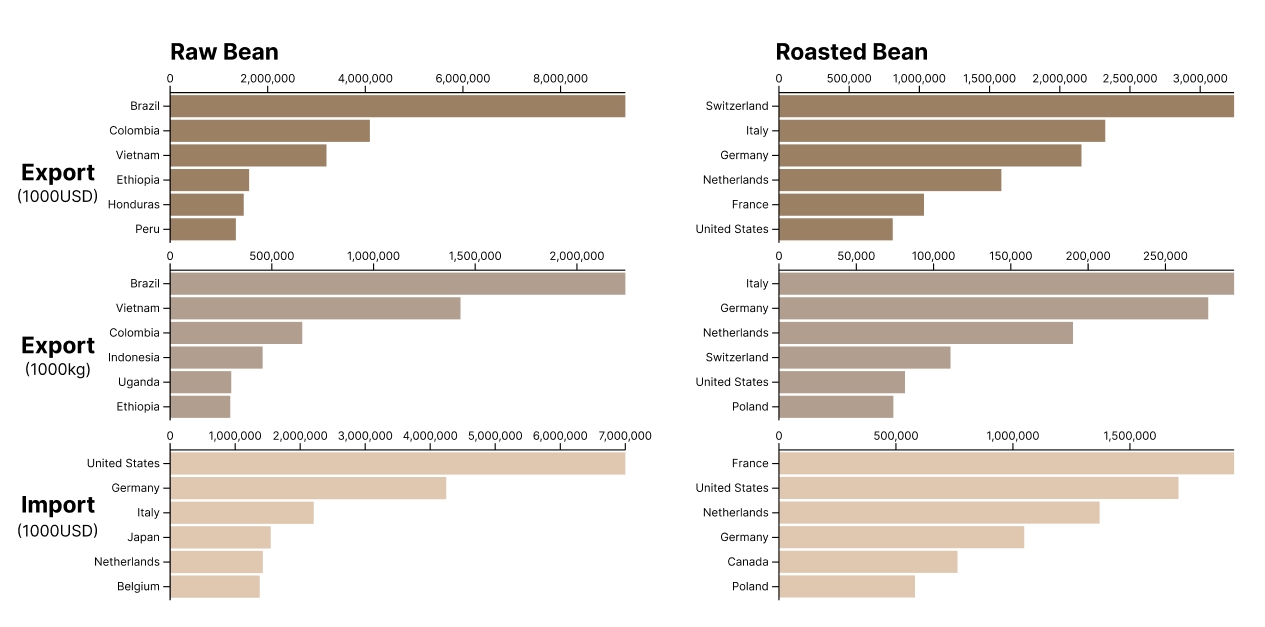 Raw Bean
0 2,000,000 4,000,000 6,000,000 8,000,000
Brazil
Colombia
Vietnam
Ethiopia
Honduras
Peru
Export
(1000USD)
0 500,000 1,000,000 1,500,000 2,000,000
Brazil
Vietnam
Colombia
Indonesia
Uganda
Ethiopia
Export
(1000kg)
0 1,000,000 2,000,000 3,000,000 4,000,000 5,000,000 6,000,000 7,000,000
United States
Germany
Italy
Japan
Netherlands
Belgium
Import
(1000USD)
Roasted Bean
0 500,000 1,000,000 1,500,000 2,000,000 2,500,000 3,000,000
Switzerland
Italy
Germany
Netherlands
France
United States
0 50,000 100,000 150,000 200,000 250,000
Italy
Germany
Netherlands
Switzerland
United States
Poland
0 500,000 1,000,000 1,500,000
France
United States
Netherlands
Germany
Canada
Poland